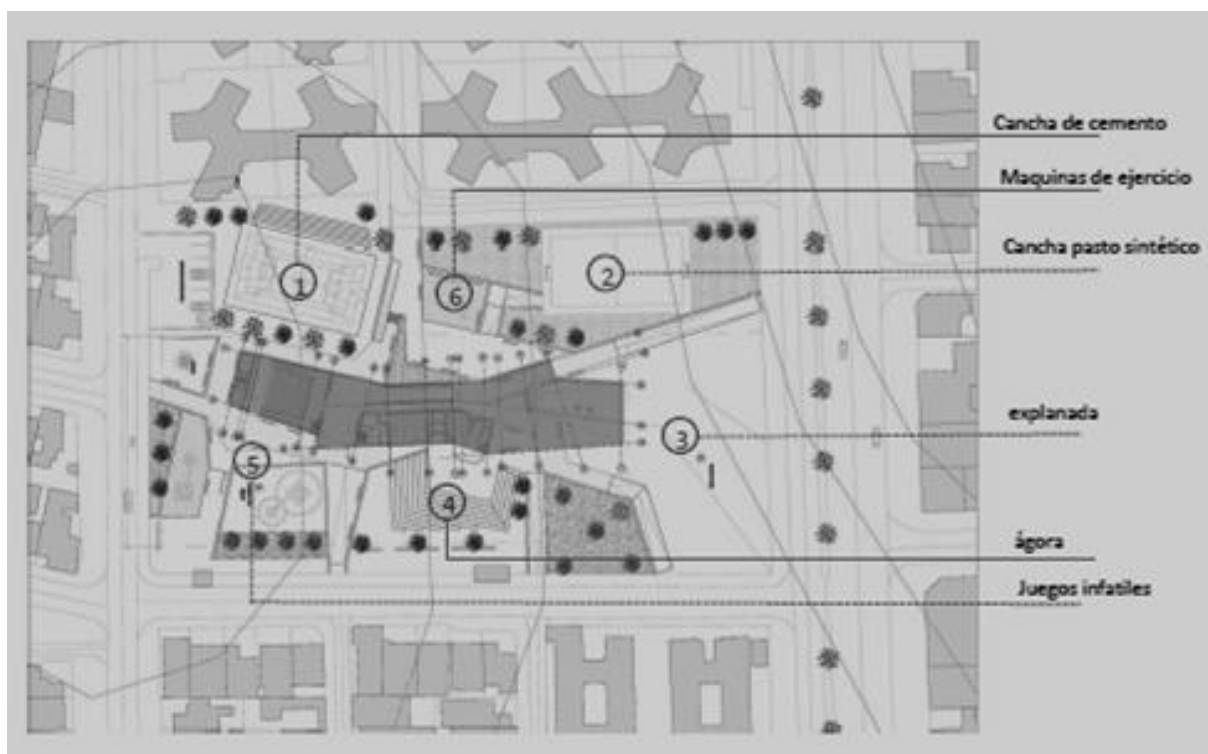 Cancha de cemento
Maquinas de ejercicio
Cancha pasto sintético
1
2
6
explanada
3
5
4
ágora
Juegos infatiles